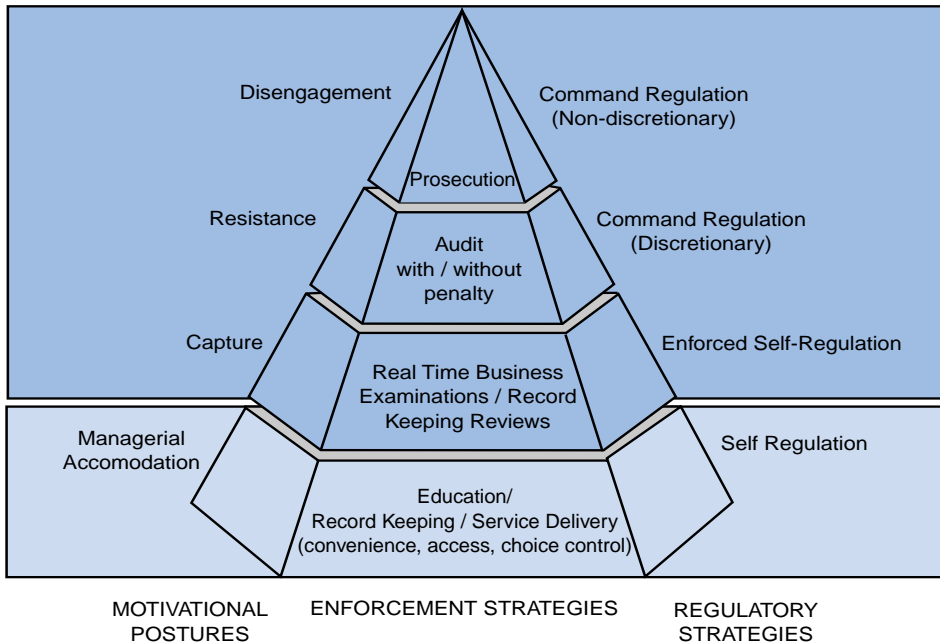 Disengagement
Command Regulation
(Non-discretionary)
Prosecution
Resistance
Command Regulation
(Discretionary)
Audit
with / without
penalty
Capture
Enforced Self-Regulation
Real Time Business
Examinations / Record
Keeping Reviews
Managerial
Accomodation
Self Regulation
Education/
Record Keeping / Service Delivery
(convenience, access, choice control)
MOTIVATIONAL
POSTURES
ENFORCEMENT STRATEGIES
REGULATORY
STRATEGIES